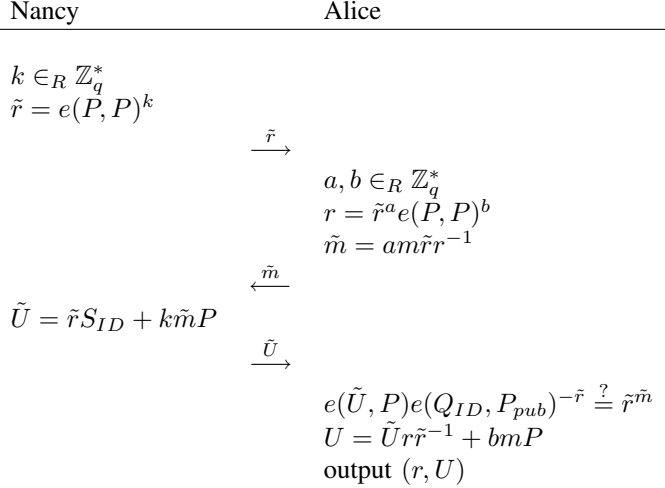 Nancy Alice
k ∈_R ℤ_q^*
r̃ = e(P, P)^k
r̃
⟶
a, b ∈_R ℤ_q^*
r = r̃^a e(P, P)^b
m̃ = amr̃r^{-1}
m̃
⟵
Ũ = r̃S_{ID} + km̃P
Ũ
⟶
e(Ũ, P)e(Q_{ID}, P_{pub})^{-r̃} ≟ r̃^{m̃}
U = Ũrr̃^{-1} + bmP
output (r, U)